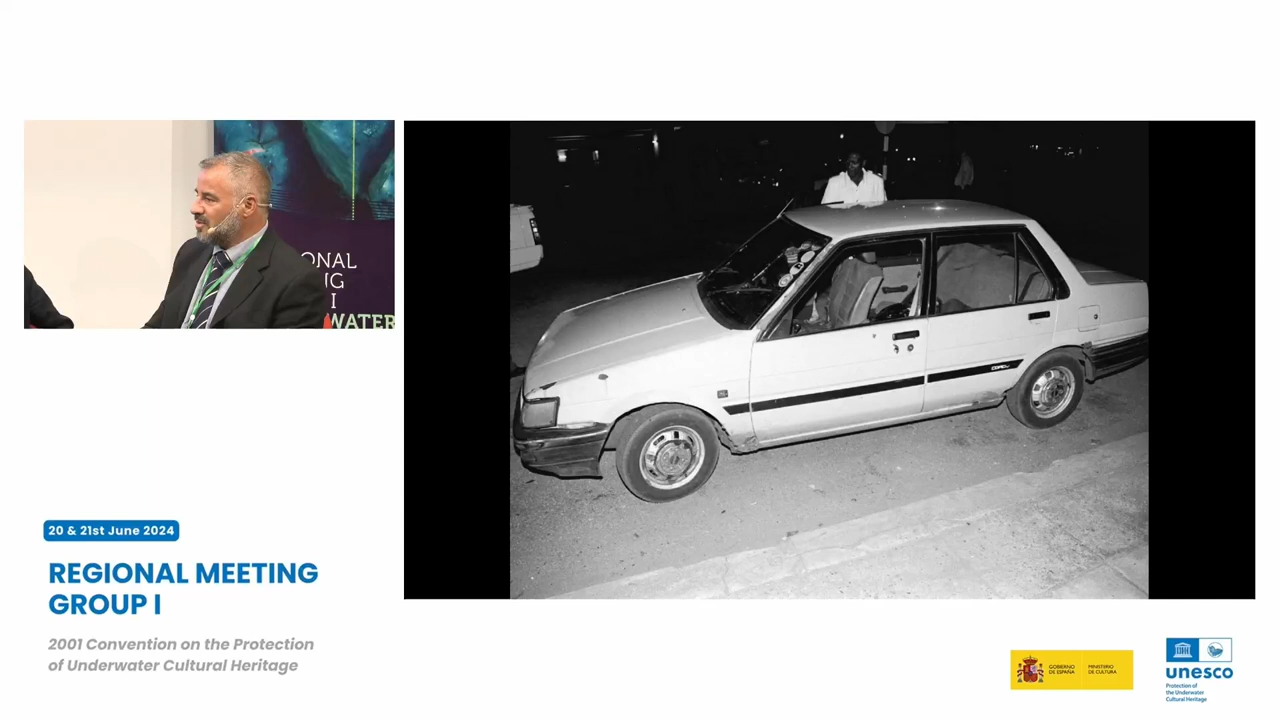 ONAL
NG
I
WATER
20 & 21st June 2024
REGIONAL MEETING
GROUP I
2001 Convention on the Protection
of Underwater Cultural Heritage
GOBIERNO
DE ESPAÑA
MINISTERIO
DE CULTURA
unesco
Protection of
the Underwater
Cultural Heritage